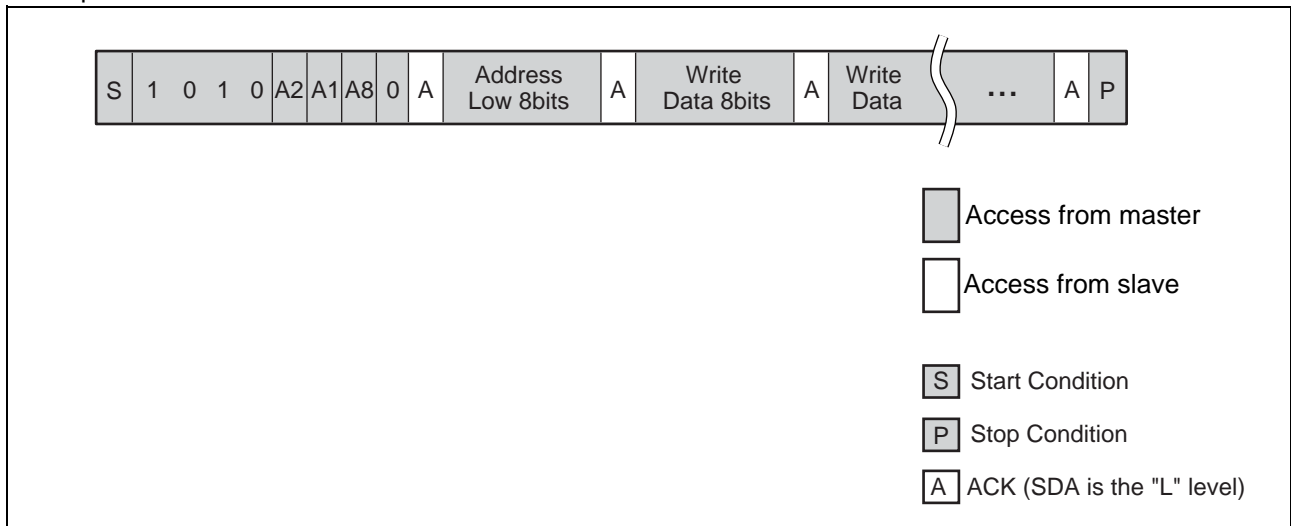 S 1 0 1 0 A2 A1 A8 0 A Address Low 8bits A Write Data 8bits A Write Data ... A P
Access from master
Access from slave
S Start Condition
P Stop Condition
A ACK (SDA is the "L" level)